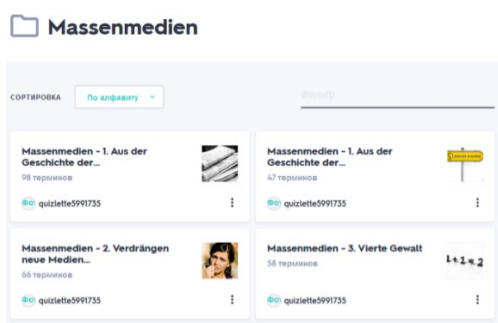 Massenmedien
СОРТИРОВКА
По алфавиту
Massenmedien - 1. Aus der
Geschichte der...
98 терминов
quizlette5991735
Massenmedien - 1. Aus der
Geschichte der...
47 терминов
quizlette5991735
Massenmedien - 2. Verdrängen
neue Medien...
66 терминов
quizlette5991735
Massenmedien - 3. Vierte Gewalt
58 терминов
1+2≠2
quizlette5991735